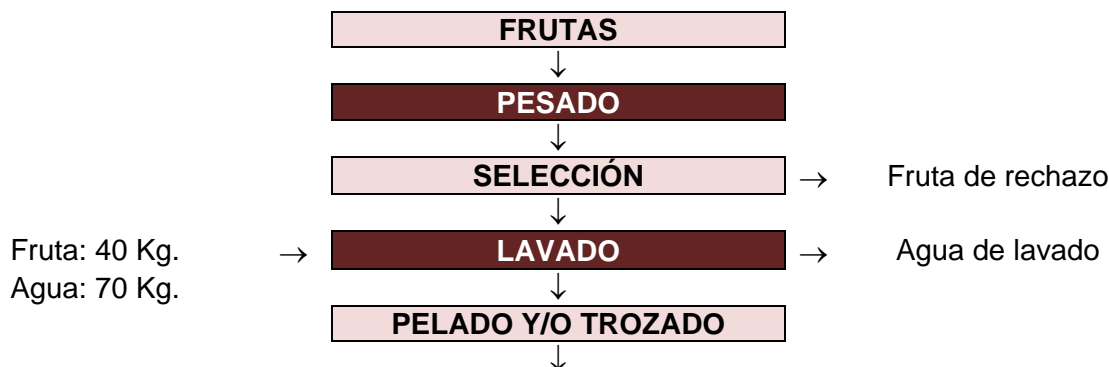 FRUTAS
↓
PESADO
↓
SELECCIÓN → Fruta de rechazo
↓
Fruta: 40 Kg. → LAVADO → Agua de lavado
Agua: 70 Kg.
↓
PELADO Y/O TROZADO
↓